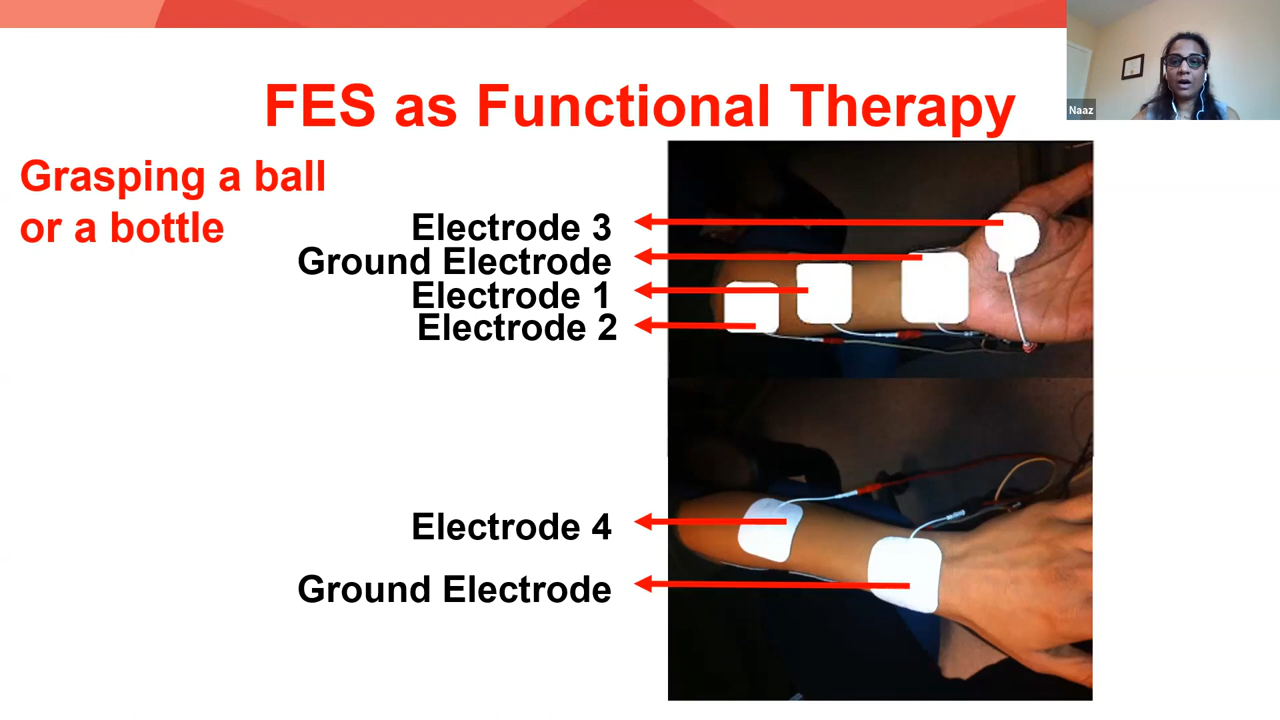 FES as Functional Therapy
Naaz
Grasping a ball
or a bottle
Electrode 3
Ground Electrode
Electrode 1
Electrode 2
Electrode 4
Ground Electrode